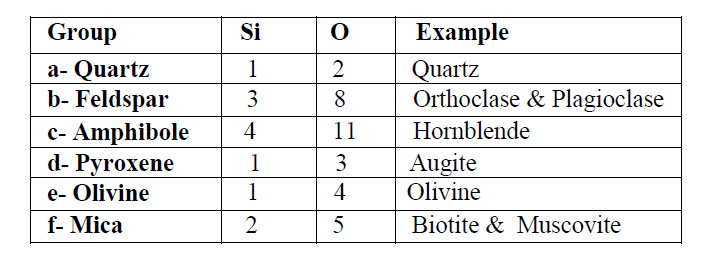 Group Si O Example
a- Quartz 1 2 Quartz
b- Feldspar 3 8 Orthoclase & Plagioclase
c- Amphibole 4 11 Hornblende
d- Pyroxene 1 3 Augite
e- Olivine 1 4 Olivine
f- Mica 2 5 Biotite & Muscovite